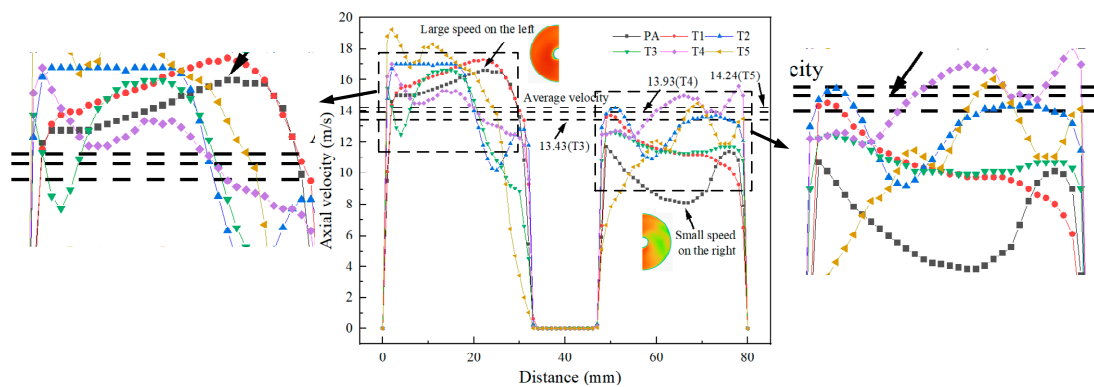 20
18
16
14
12
10
8
6
4
2
0
Axial velocity (m/s)
Large speed on the left
PA
T1
T2
T3
T4
T5
Average velocity
13.93(T4)
14.24(T5)
13.43(T3)
Small speed
on the right
0
20
40
60
80
Distance (mm)
city